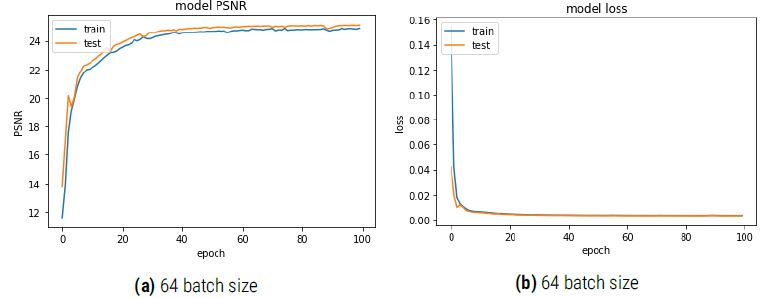 model PSNR
train
test
24
22
20
18
16
14
12
PSNR
0 20 40 60 80 100
epoch
(a) 64 batch size
model loss
train
test
0.16
0.14
0.12
0.10
0.08
0.06
0.04
0.02
0.00
loss
0 20 40 60 80 100
epoch
(b) 64 batch size